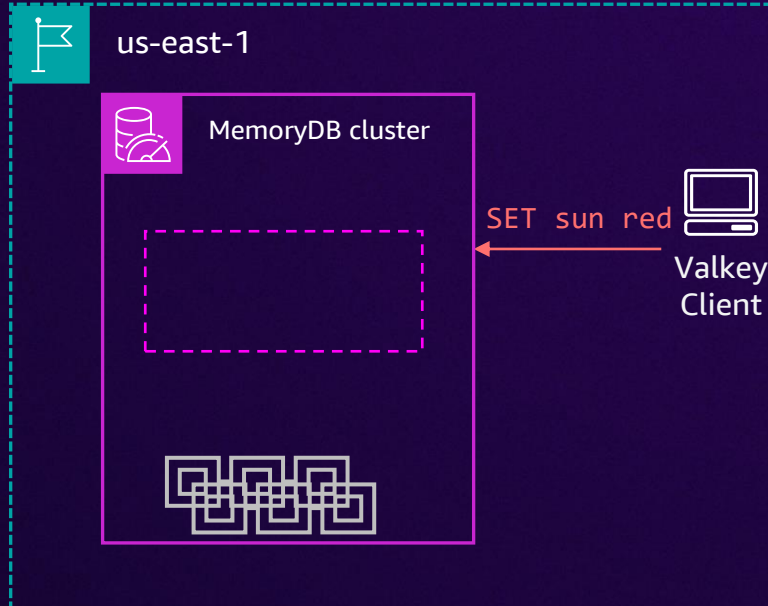 us-east-1
MemoryDB cluster
SET sun red
Valkey
Client